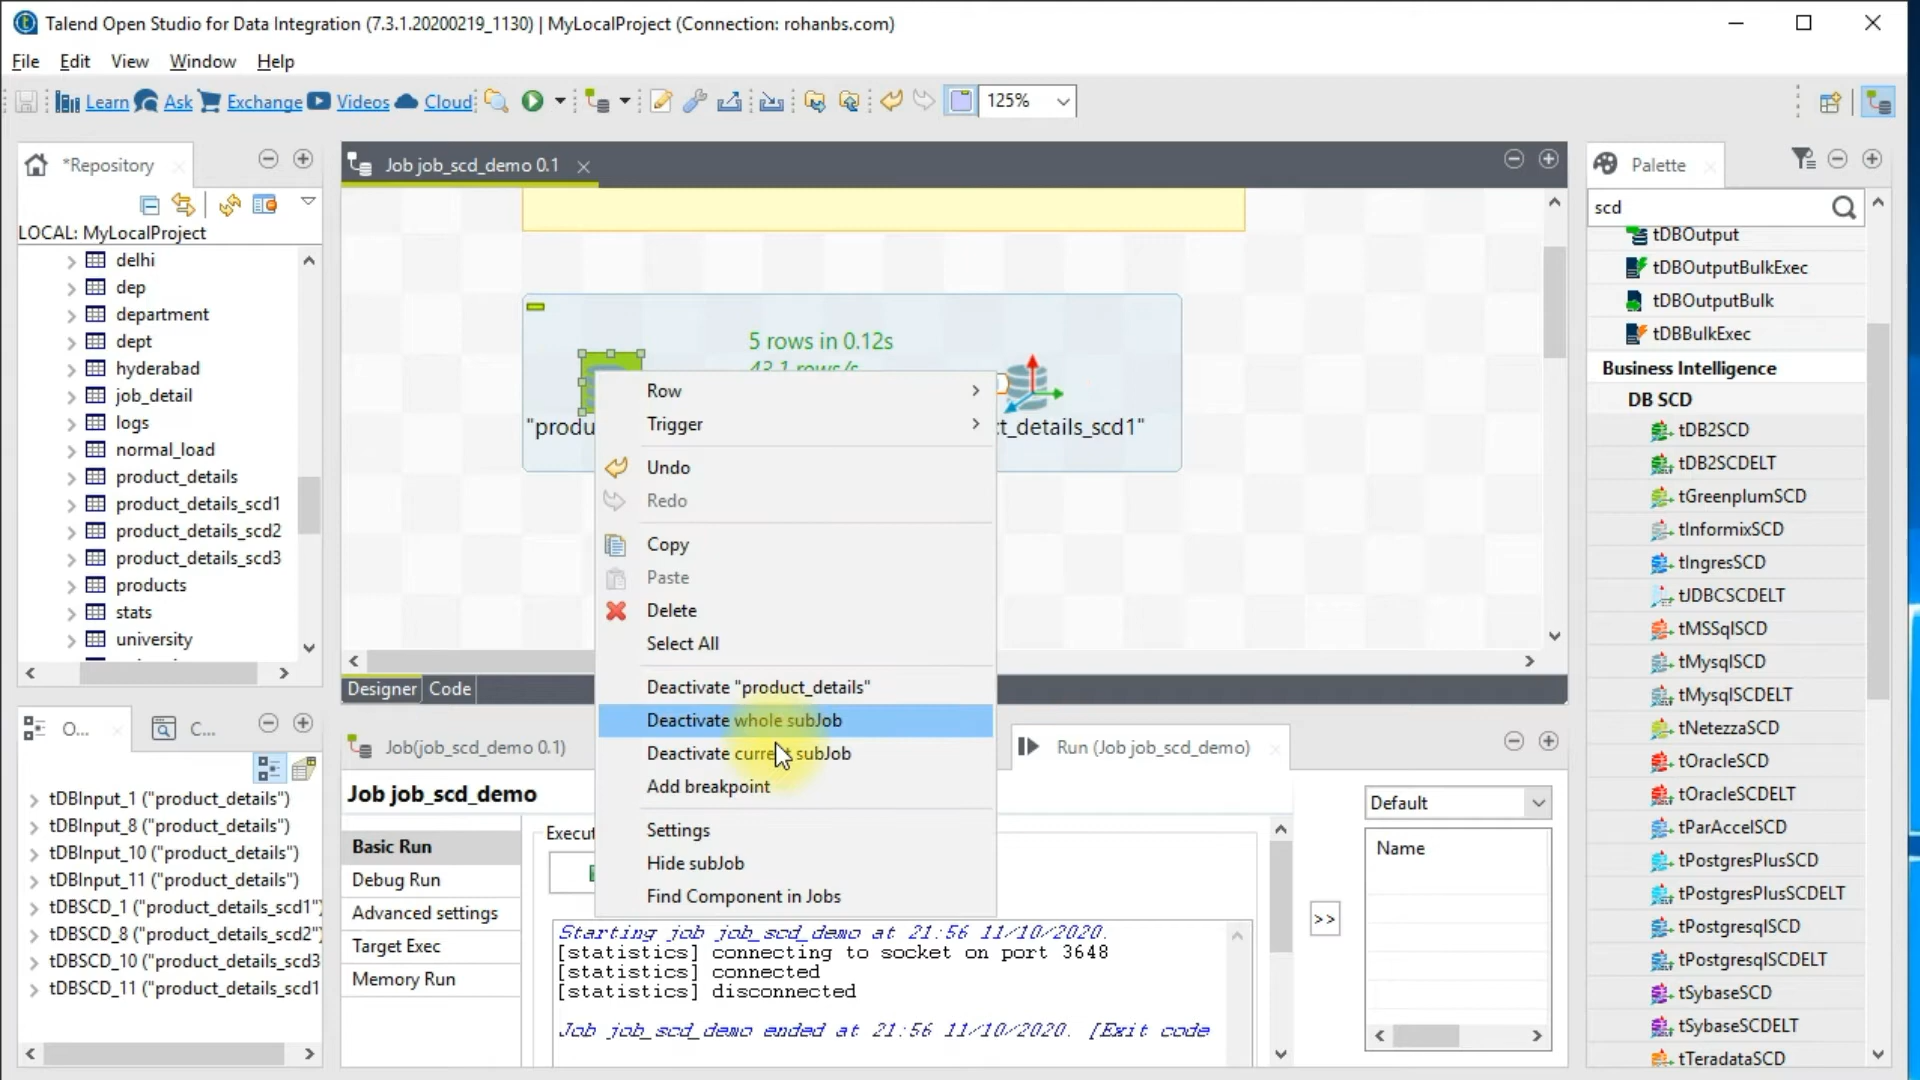 Talend Open Studio for Data Integration (7.3.1.20200219_1130) | MyLocalProject (Connection: rohanbs.com)
File Edit View Window Help
Learn Ask Exchange Videos Cloud 125%
*Repository
LOCAL: MyLocalProject
delhi
dep
department
dept
hyderabad
job_detail
logs
normal_load
product_details
product_details_scd1
product_details_scd2
product_details_scd3
products
stats
university
Job job_scd_demo 0.1
5 rows in 0.12s
43.1 rows/s
"produ
t_details_scd1"
Designer Code
Row
Trigger
Undo
Redo
Copy
Paste
Delete
Select All
Deactivate "product_details"
Deactivate whole subJob
Deactivate current subJob
Add breakpoint
Settings
Hide subJob
Find Component in Jobs
Palette
scd
tDBOutput
tDBOutputBulkExec
tDBOutputBulk
tDBBulkExec
Business Intelligence
DB SCD
tDB2SCD
tDB2SCDELT
tGreenplumSCD
tInformixSCD
tIngresSCD
tJDBCSCDELT
tMSSqlSCD
tMysqlSCD
tMysqlSCDELT
tNetezzaSCD
tOracleSCD
tOracleSCDELT
tParAccelSCD
tPostgresPlusSCD
tPostgresPlusSCDELT
tPostgresqlSCD
tPostgresqlSCDELT
tSybaseSCD
tSybaseSCDELT
tTeradataSCD
O... C...
tDBInput_1 ("product_details")
tDBInput_8 ("product_details")
tDBInput_10 ("product_details")
tDBInput_11 ("product_details")
tDBSCD_1 ("product_details_scd1")
tDBSCD_8 ("product_details_scd2")
tDBSCD_10 ("product_details_scd3
tDBSCD_11 ("product_details_scd1
Job(job_scd_demo 0.1) Run (Job job_scd_demo)
Job job_scd_demo
Basic Run
Debug Run
Advanced settings
Target Exec
Memory Run
Execut
Starting job job_scd_demo at 21:56 11/10/2020.
[statistics] connecting to socket on port 3648
[statistics] connected
[statistics] disconnected
Job job_scd_demo ended at 21:56 11/10/2020. [Exit code
>>
Default
Name